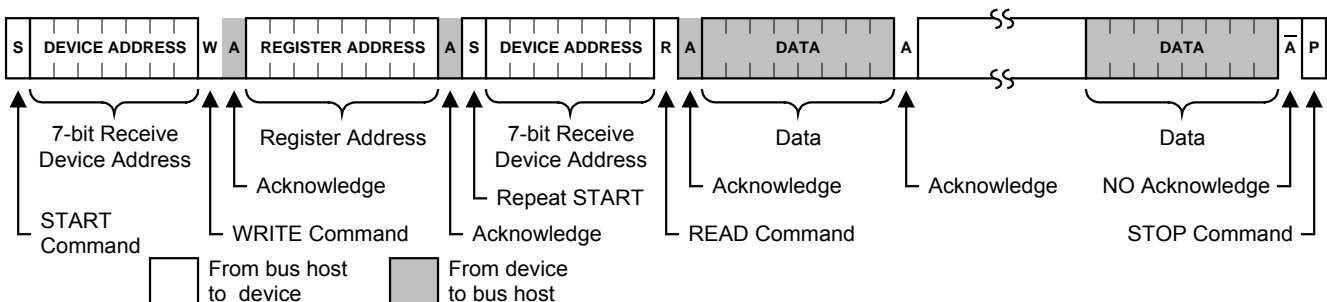 S DEVICE ADDRESS W A REGISTER ADDRESS A S DEVICE ADDRESS R A DATA A DATA A̅ P
7-bit Receive Device Address
Register Address
7-bit Receive Device Address
Data
Data
Acknowledge
Repeat START
Acknowledge
Acknowledge
NO Acknowledge
START Command
WRITE Command
Acknowledge
READ Command
STOP Command
From bus host to device
From device to bus host